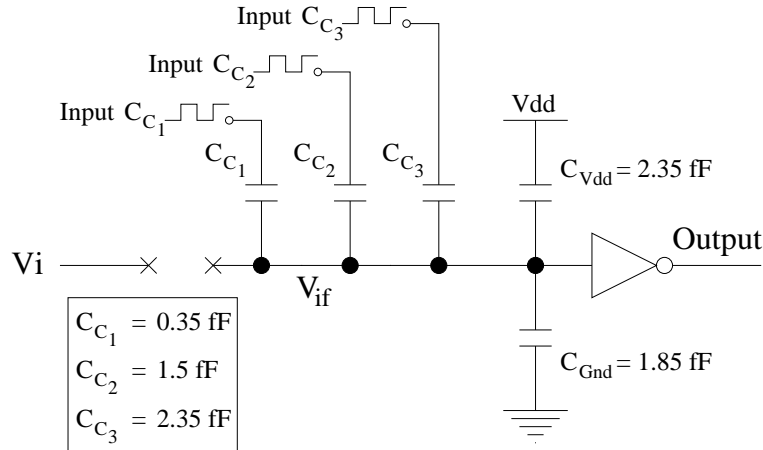 Input C_C3
Input C_C2
Input C_C1
Vdd
C_C1
C_C2
C_C3
C_Vdd = 2.35 fF
Vi
V_if
Output
C_C1 = 0.35 fF
C_C2 = 1.5 fF
C_C3 = 2.35 fF
C_Gnd = 1.85 fF